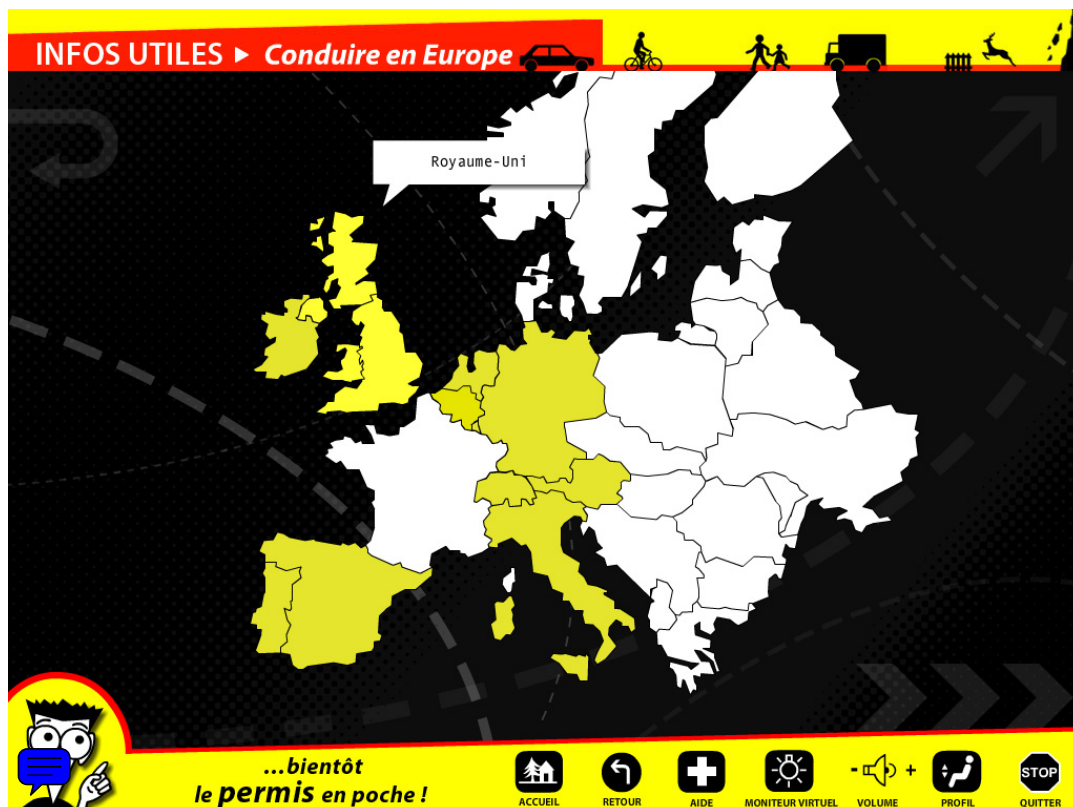 INFOS UTILES ▶ Conduire en Europe
Royaume-Uni
...bientôt
le permis en poche !
ACCUEIL
RETOUR
AIDE
MONITEUR VIRTUEL
- +
VOLUME
PROFIL
STOP
QUITTER